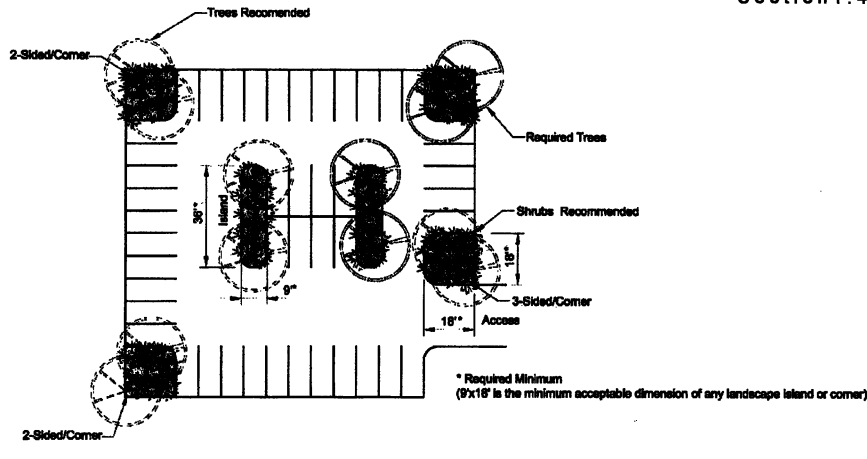 Section 1.4
Trees Recomended
2-Sided/Corner
Required Trees
36'*
Island
Shrubs Recommended
18'*
9'*
3-Sided/Corner
18'*
Access
* Required Minimum
(9'x18' is the minimum acceptable dimension of any landscape island or corner)
2-Sided/Corner